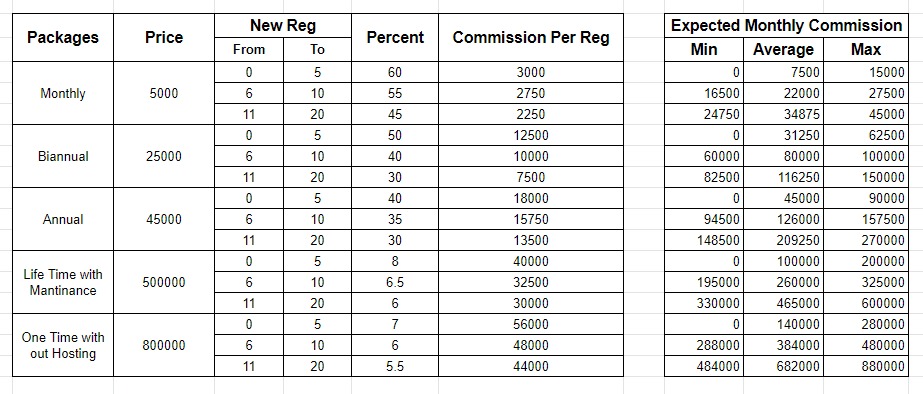 Packages Price New Reg Percent Commission Per Reg Expected Monthly Commission
From To Min Average Max
0 5 60 3000 0 7500 15000
Monthly 5000 6 10 55 2750 16500 22000 27500
11 20 45 2250 24750 34875 45000
0 5 50 12500 0 31250 62500
Biannual 25000 6 10 40 10000 60000 80000 100000
11 20 30 7500 82500 116250 150000
0 5 40 18000 0 45000 90000
Annual 45000 6 10 35 15750 94500 126000 157500
11 20 30 13500 148500 209250 270000
0 5 8 40000 0 100000 200000
Life Time with
Mantinance 500000 6 10 6.5 32500 195000 260000 325000
11 20 6 30000 330000 465000 600000
0 5 7 56000 0 140000 280000
One Time with
out Hosting 800000 6 10 6 48000 288000 384000 480000
11 20 5.5 44000 484000 682000 880000